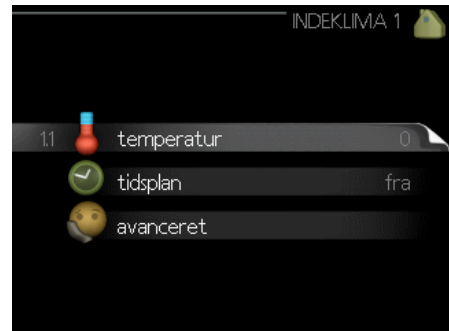 INDEKLIMA 1
1.1 temperatur 0
tidsplan fra
avanceret